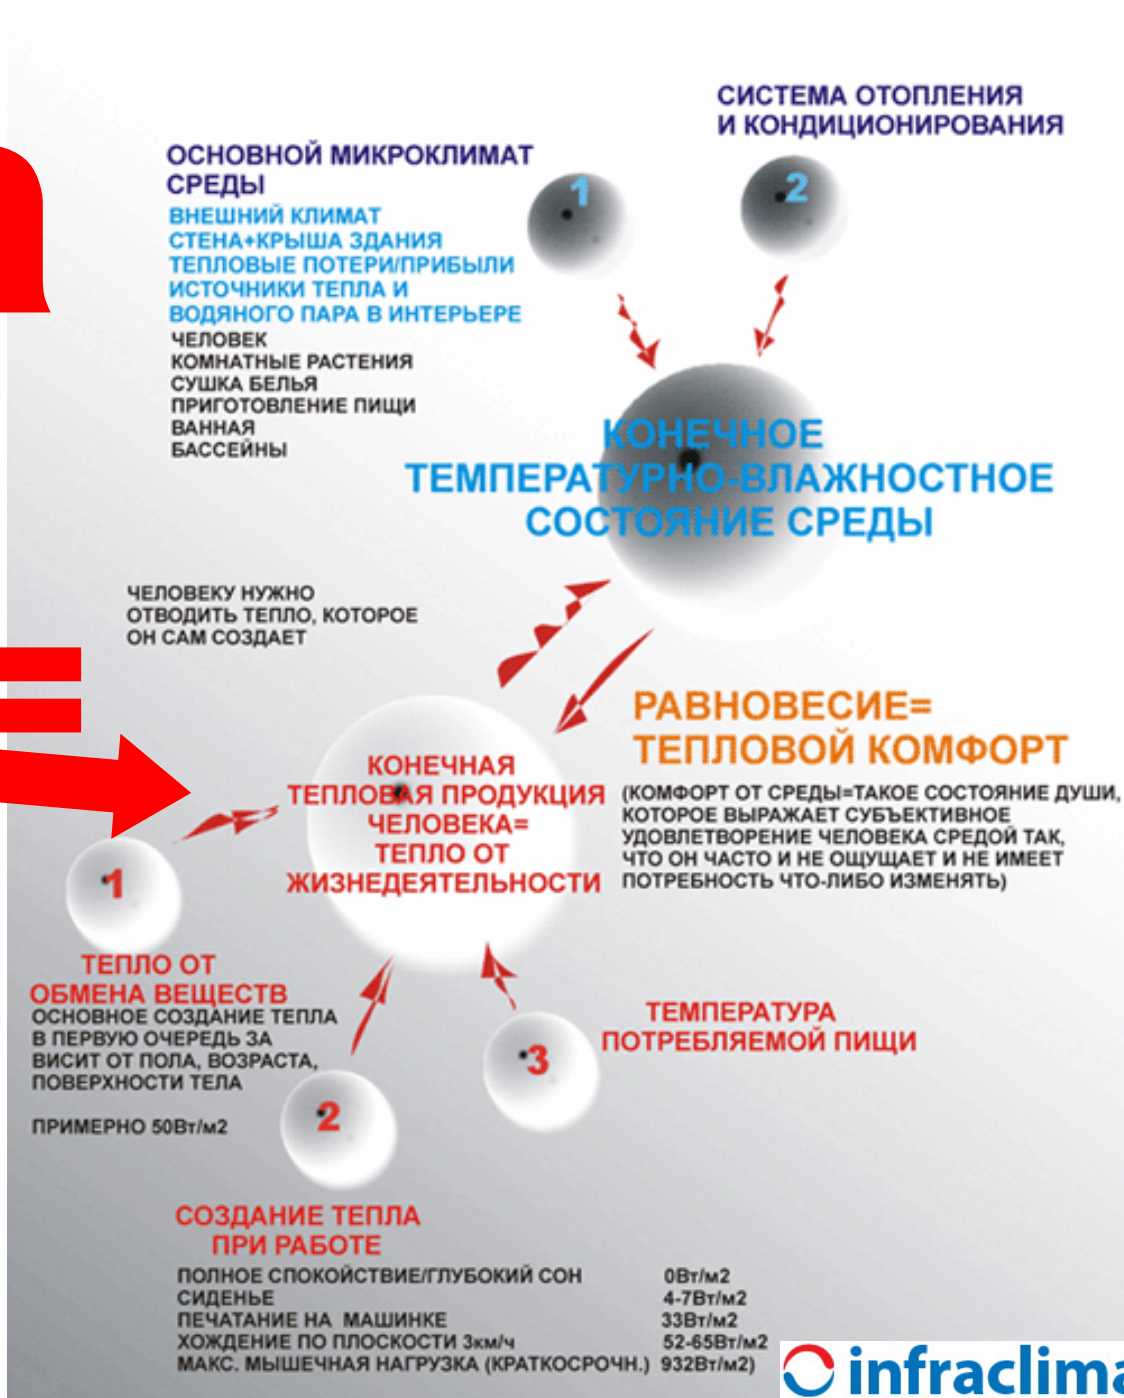 СИСТЕМА ОТОПЛЕНИЯ
И КОНДИЦИОНИРОВАНИЯ
ОСНОВНОЙ МИКРОКЛИМАТ
СРЕДЫ
ВНЕШНИЙ КЛИМАТ
СТЕНА+КРЫША ЗДАНИЯ
ТЕПЛОВЫЕ ПОТЕРИ/ПРИБЫЛИ
ИСТОЧНИКИ ТЕПЛА И
ВОДЯНОГО ПАРА В ИНТЕРЬЕРЕ
ЧЕЛОВЕК
КОМНАТНЫЕ РАСТЕНИЯ
СУШКА БЕЛЬЯ
ПРИГОТОВЛЕНИЕ ПИЩИ
ВАННАЯ
БАССЕЙНЫ
1
2
КОНЕЧНОЕ
ТЕМПЕРАТУРНО-ВЛАЖНОСТНОЕ
СОСТОЯНИЕ СРЕДЫ
ЧЕЛОВЕКУ НУЖНО
ОТВОДИТЬ ТЕПЛО, КОТОРОЕ
ОН САМ СОЗДАЕТ
РАВНОВЕСИЕ=
ТЕПЛОВОЙ КОМФОРТ
(КОМФОРТ ОТ СРЕДЫ=ТАКОЕ СОСТОЯНИЕ ДУШИ,
КОТОРОЕ ВЫРАЖАЕТ СУБЪЕКТИВНОЕ
УДОВЛЕТВОРЕНИЕ ЧЕЛОВЕКА СРЕДОЙ ТАК,
ЧТО ОН ЧАСТО И НЕ ОЩУЩАЕТ И НЕ ИМЕЕТ
ПОТРЕБНОСТЬ ЧТО-ЛИБО ИЗМЕНЯТЬ)
КОНЕЧНАЯ
ТЕПЛОВАЯ ПРОДУКЦИЯ
ЧЕЛОВЕКА=
ТЕПЛО ОТ
ЖИЗНЕДЕЯТЕЛЬНОСТИ
1
ТЕПЛО ОТ
ОБМЕНА ВЕЩЕСТВ
ОСНОВНОЕ СОЗДАНИЕ ТЕПЛА
В ПЕРВУЮ ОЧЕРЕДЬ ЗА
ВИСИТ ОТ ПОЛА, ВОЗРАСТА,
ПОВЕРХНОСТИ ТЕЛА
ПРИМЕРНО 50Вт/м2
3
ТЕМПЕРАТУРА
ПОТРЕБЛЯЕМОЙ ПИЩИ
2
СОЗДАНИЕ ТЕПЛА
ПРИ РАБОТЕ
ПОЛНОЕ СПОКОЙСТВИЕ/ГЛУБОКИЙ СОН 0Вт/м2
СИДЕНЬЕ 4-7Вт/м2
ПЕЧАТАНИЕ НА МАШИНКЕ 33Вт/м2
ХОЖДЕНИЕ ПО ПЛОСКОСТИ 3км/ч 52-65Вт/м2
МАКС. МЫШЕЧНАЯ НАГРУЗКА (КРАТКОСРОЧН.) 932Вт/м2)
infraclima